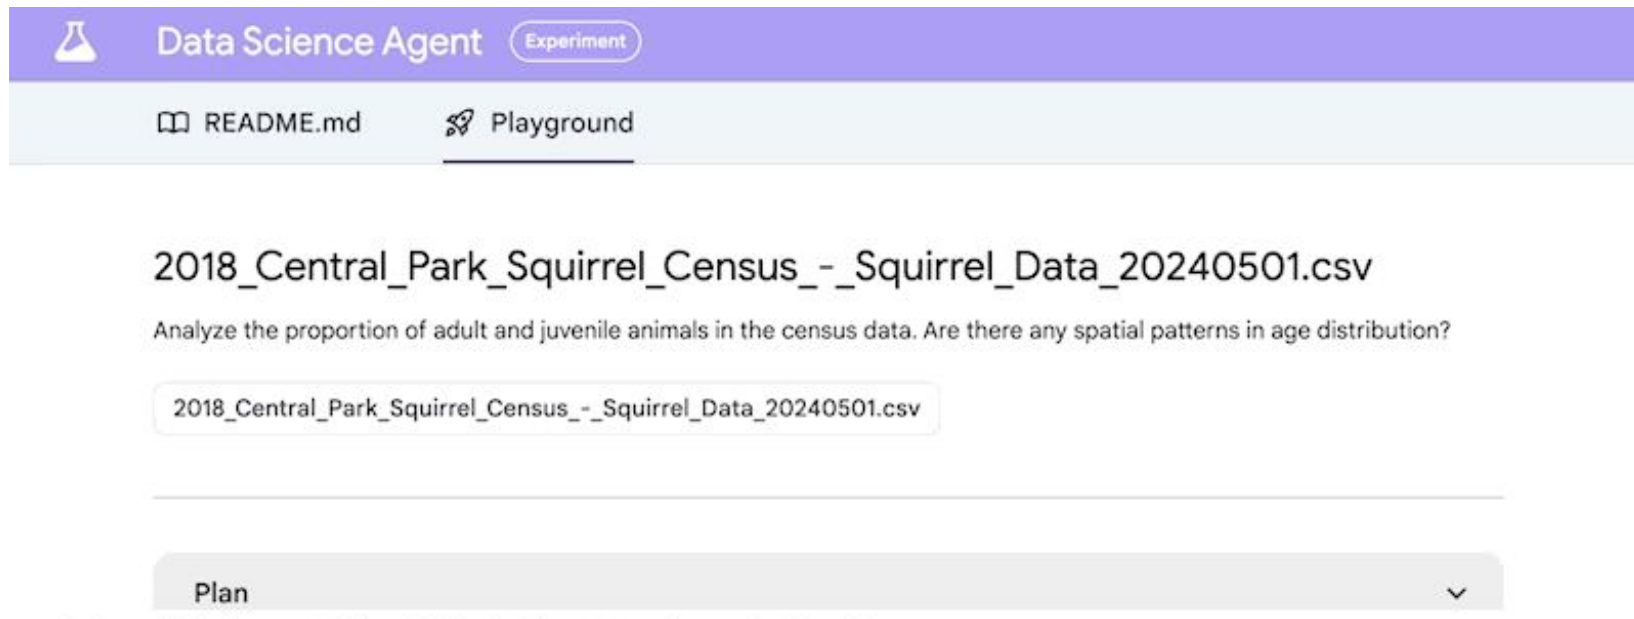 Data Science Agent Experiment
README.md Playground
2018_Central_Park_Squirrel_Census_-_Squirrel_Data_20240501.csv
Analyze the proportion of adult and juvenile animals in the census data. Are there any spatial patterns in age distribution?
2018_Central_Park_Squirrel_Census_-_Squirrel_Data_20240501.csv
Plan